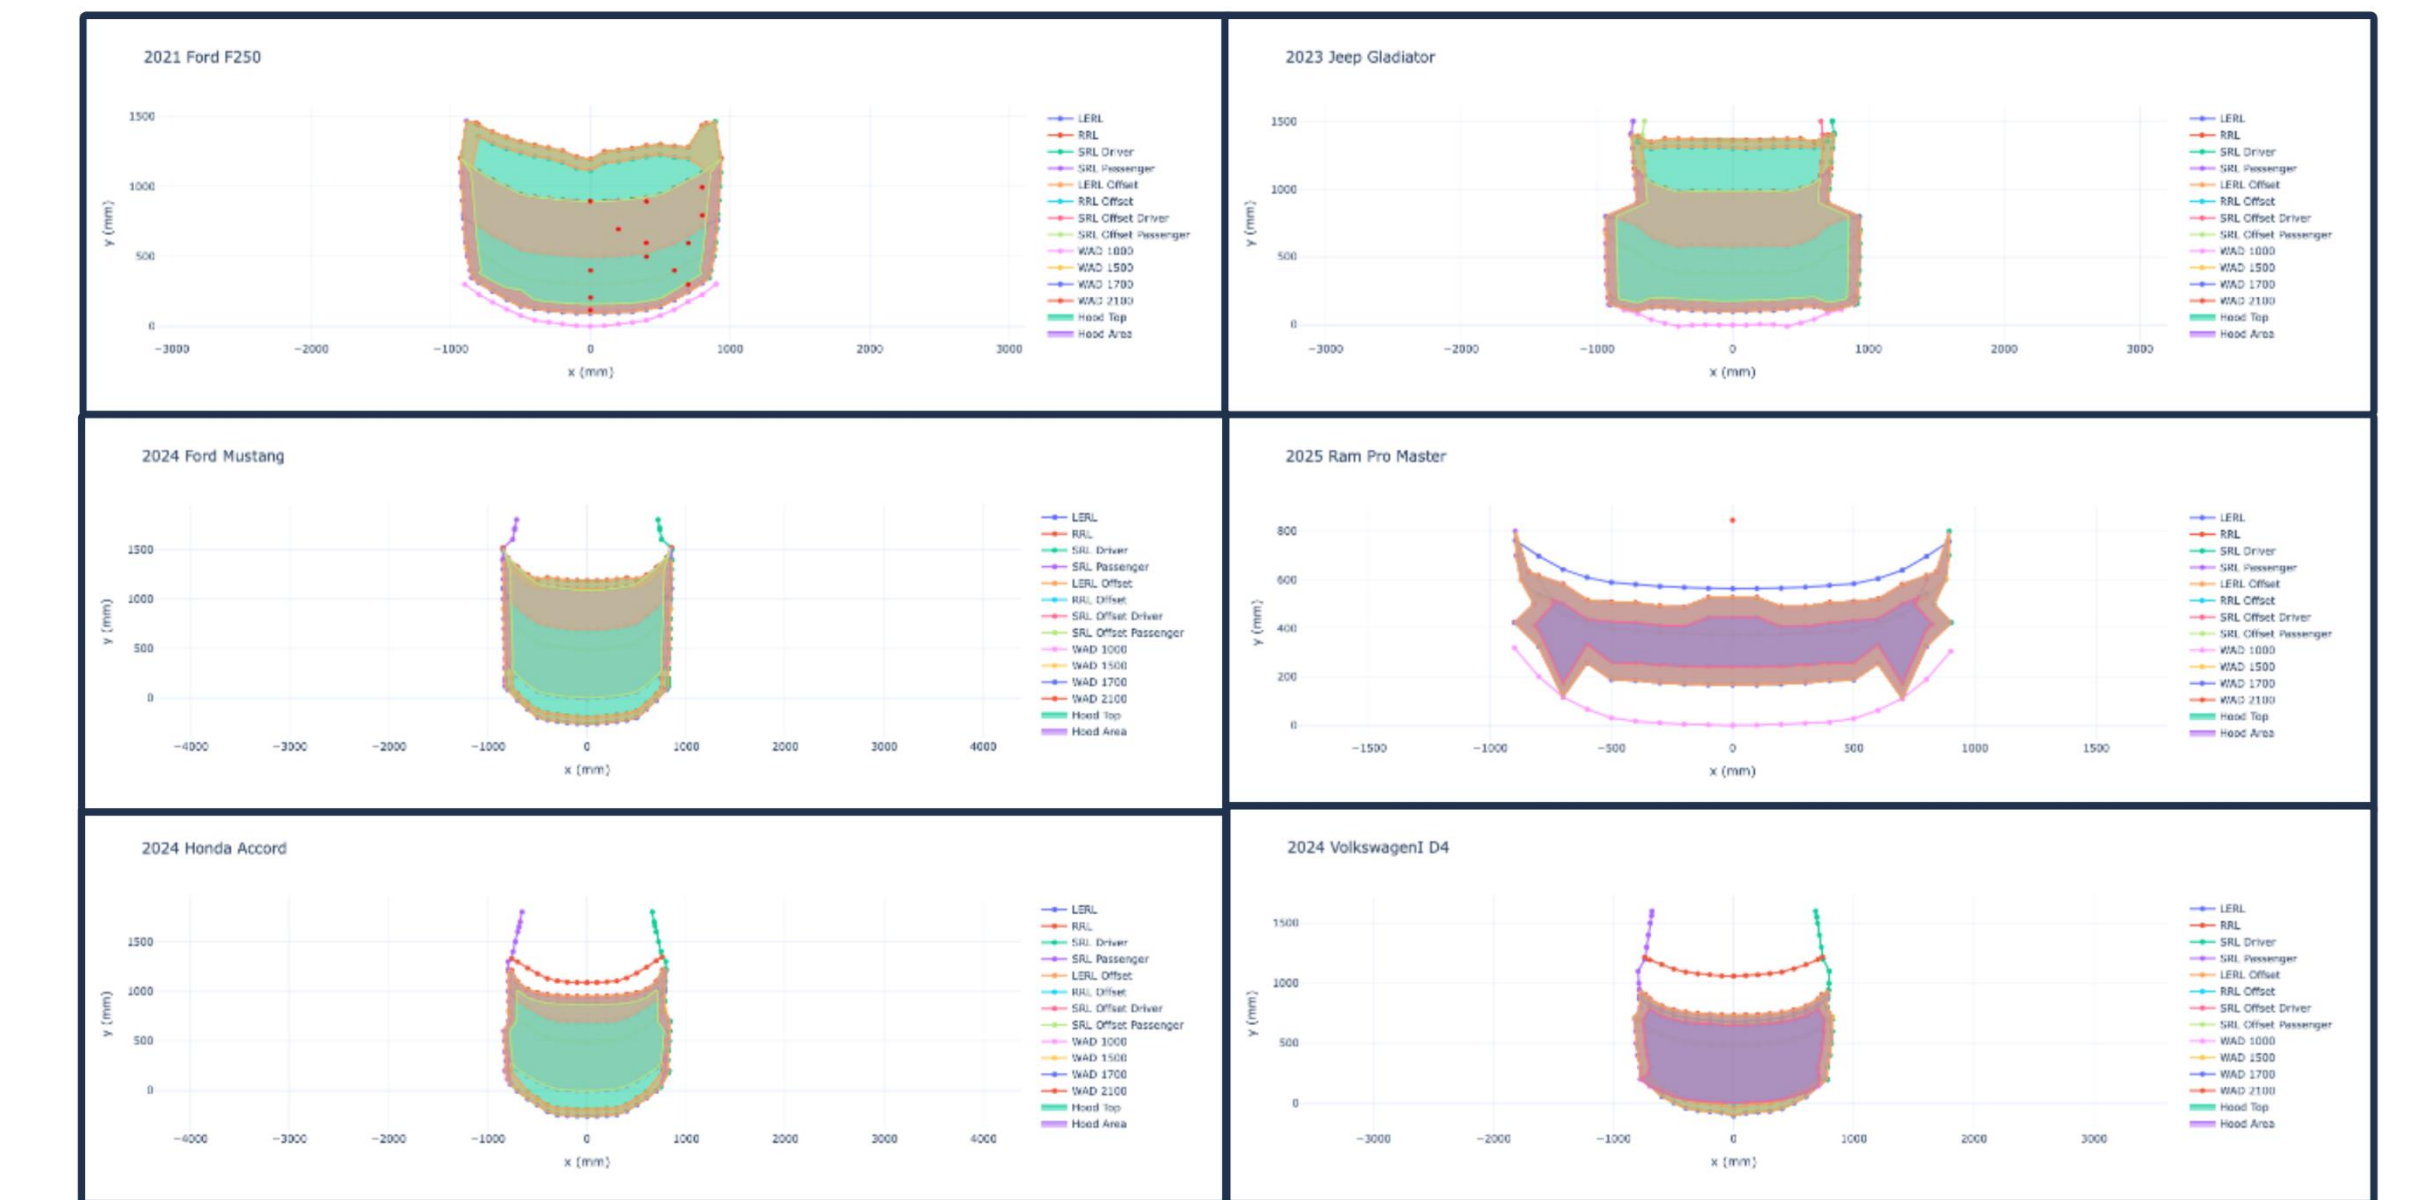 2021 Ford F250
1500
1000
500
0
y (mm)
−3000
−2000
−1000
0
1000
2000
3000
x (mm)
LERL
RRL
SRL Driver
SRL Passenger
LERL Offset
RRL Offset
SRL Offset Driver
SRL Offset Passenger
WAD 1000
WAD 1500
WAD 1700
WAD 2100
Hood Top
Hood Area
2023 Jeep Gladiator
1500
1000
500
0
y (mm)
−3000
−2000
−1000
0
1000
2000
3000
x (mm)
LERL
RRL
SRL Driver
SRL Passenger
LERL Offset
RRL Offset
SRL Offset Driver
SRL Offset Passenger
WAD 1000
WAD 1500
WAD 1700
WAD 2100
Hood Top
Hood Area
2024 Ford Mustang
1500
1000
500
0
y (mm)
−4000
−3000
−2000
−1000
0
1000
2000
3000
4000
x (mm)
LERL
RRL
SRL Driver
SRL Passenger
LERL Offset
RRL Offset
SRL Offset Driver
SRL Offset Passenger
WAD 1000
WAD 1500
WAD 1700
WAD 2100
Hood Top
Hood Area
2025 Ram Pro Master
800
600
400
200
0
y (mm)
−1500
−1000
−500
0
500
1000
1500
x (mm)
LERL
RRL
SRL Driver
SRL Passenger
LERL Offset
RRL Offset
SRL Offset Driver
SRL Offset Passenger
WAD 1000
WAD 1500
WAD 1700
WAD 2100
Hood Top
Hood Area
2024 Honda Accord
1500
1000
500
0
y (mm)
−4000
−3000
−2000
−1000
0
1000
2000
3000
4000
x (mm)
LERL
RRL
SRL Driver
SRL Passenger
LERL Offset
RRL Offset
SRL Offset Driver
SRL Offset Passenger
WAD 1000
WAD 1500
WAD 1700
WAD 2100
Hood Top
Hood Area
2024 VolkswagenI D4
1500
1000
500
0
y (mm)
−3000
−2000
−1000
0
1000
2000
3000
x (mm)
LERL
RRL
SRL Driver
SRL Passenger
LERL Offset
RRL Offset
SRL Offset Driver
SRL Offset Passenger
WAD 1000
WAD 1500
WAD 1700
WAD 2100
Hood Top
Hood Area